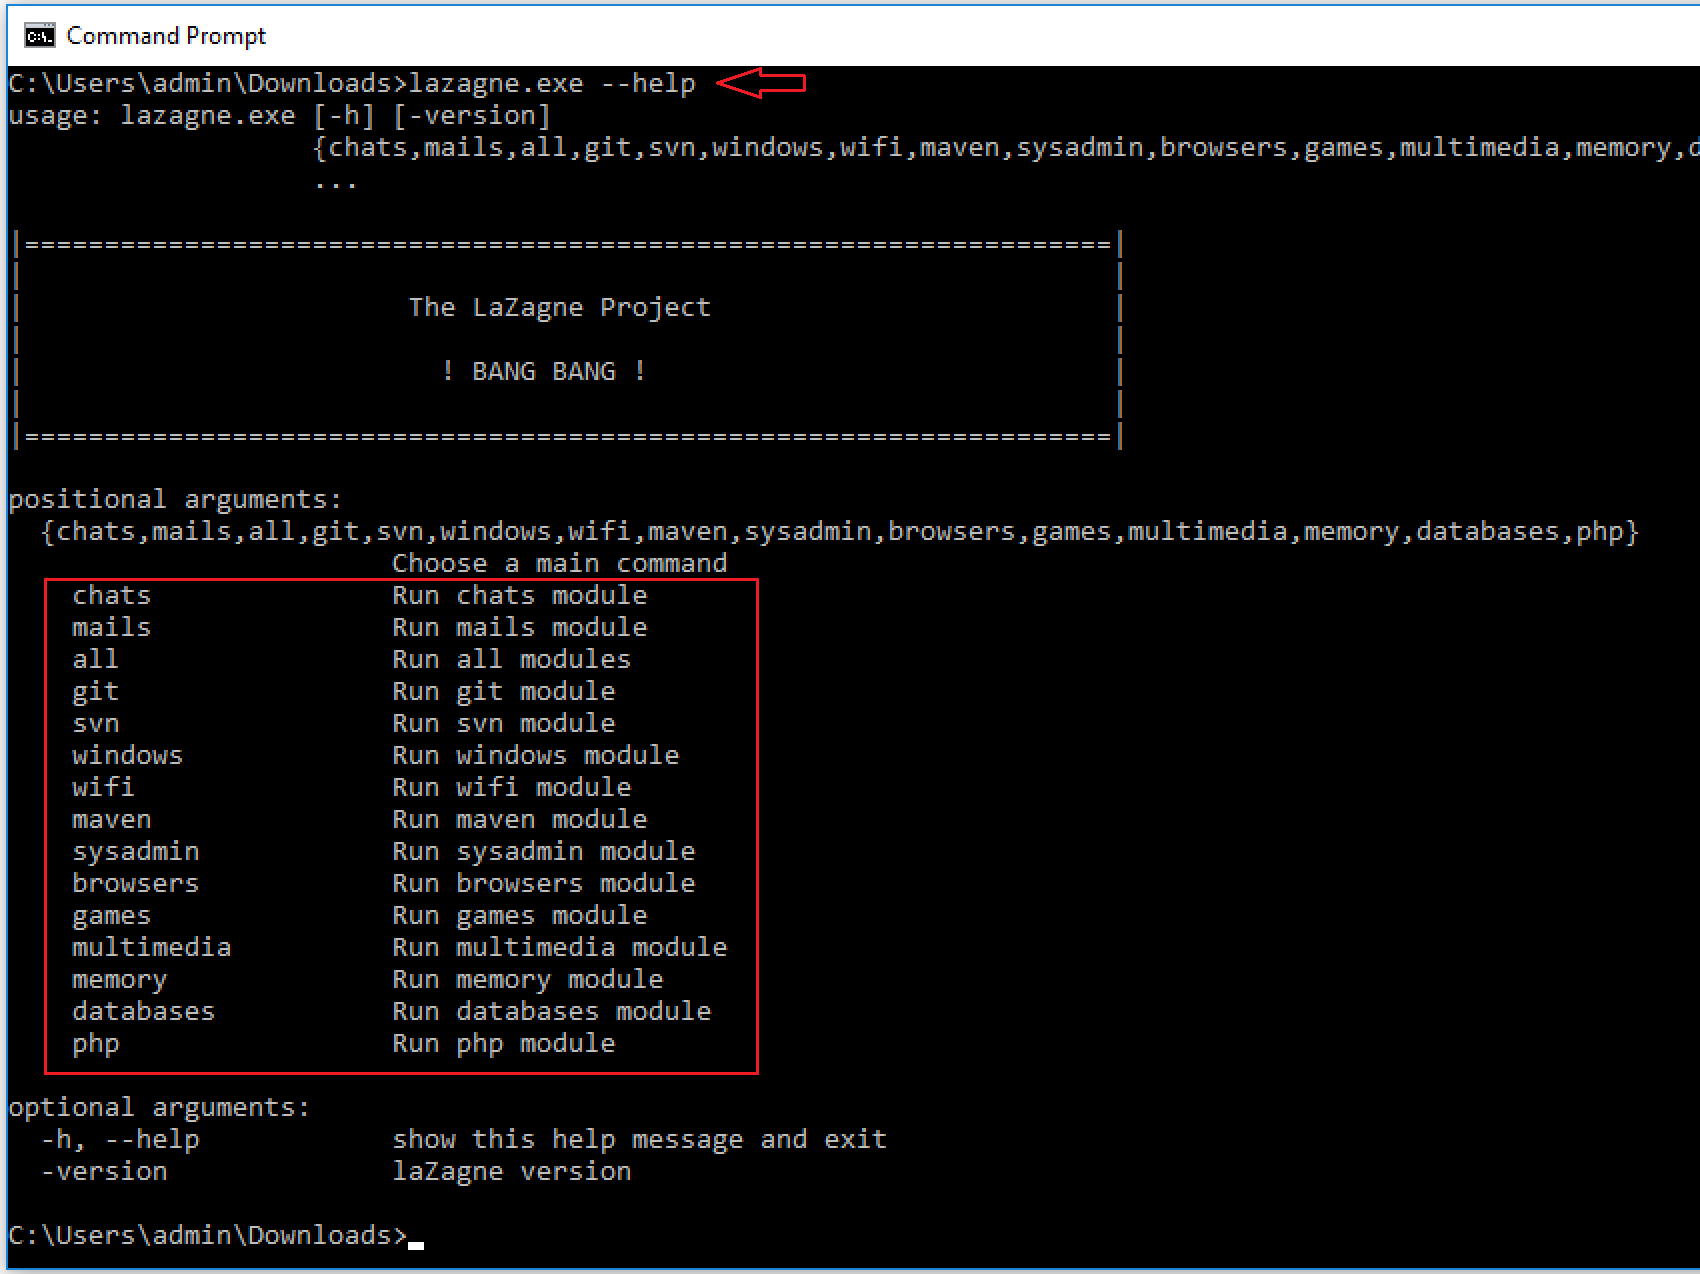 Command Prompt
C:\Users\admin\Downloads>lazagne.exe --help
usage: lazagne.exe [-h] [-version]
{chats,mails,all,git,svn,windows,wifi,maven,sysadmin,browsers,games,multimedia,memory,d
...
|====================================================================|
|                                                                    |
|                        The LaZagne Project                         |
|                                                                    |
|                          ! BANG BANG !                             |
|                                                                    |
|====================================================================|
positional arguments:
{chats,mails,all,git,svn,windows,wifi,maven,sysadmin,browsers,games,multimedia,memory,databases,php}
Choose a main command
chats Run chats module
mails Run mails module
all Run all modules
git Run git module
svn Run svn module
windows Run windows module
wifi Run wifi module
maven Run maven module
sysadmin Run sysadmin module
browsers Run browsers module
games Run games module
multimedia Run multimedia module
memory Run memory module
databases Run databases module
php Run php module
optional arguments:
-h, --help show this help message and exit
-version laZagne version
C:\Users\admin\Downloads>